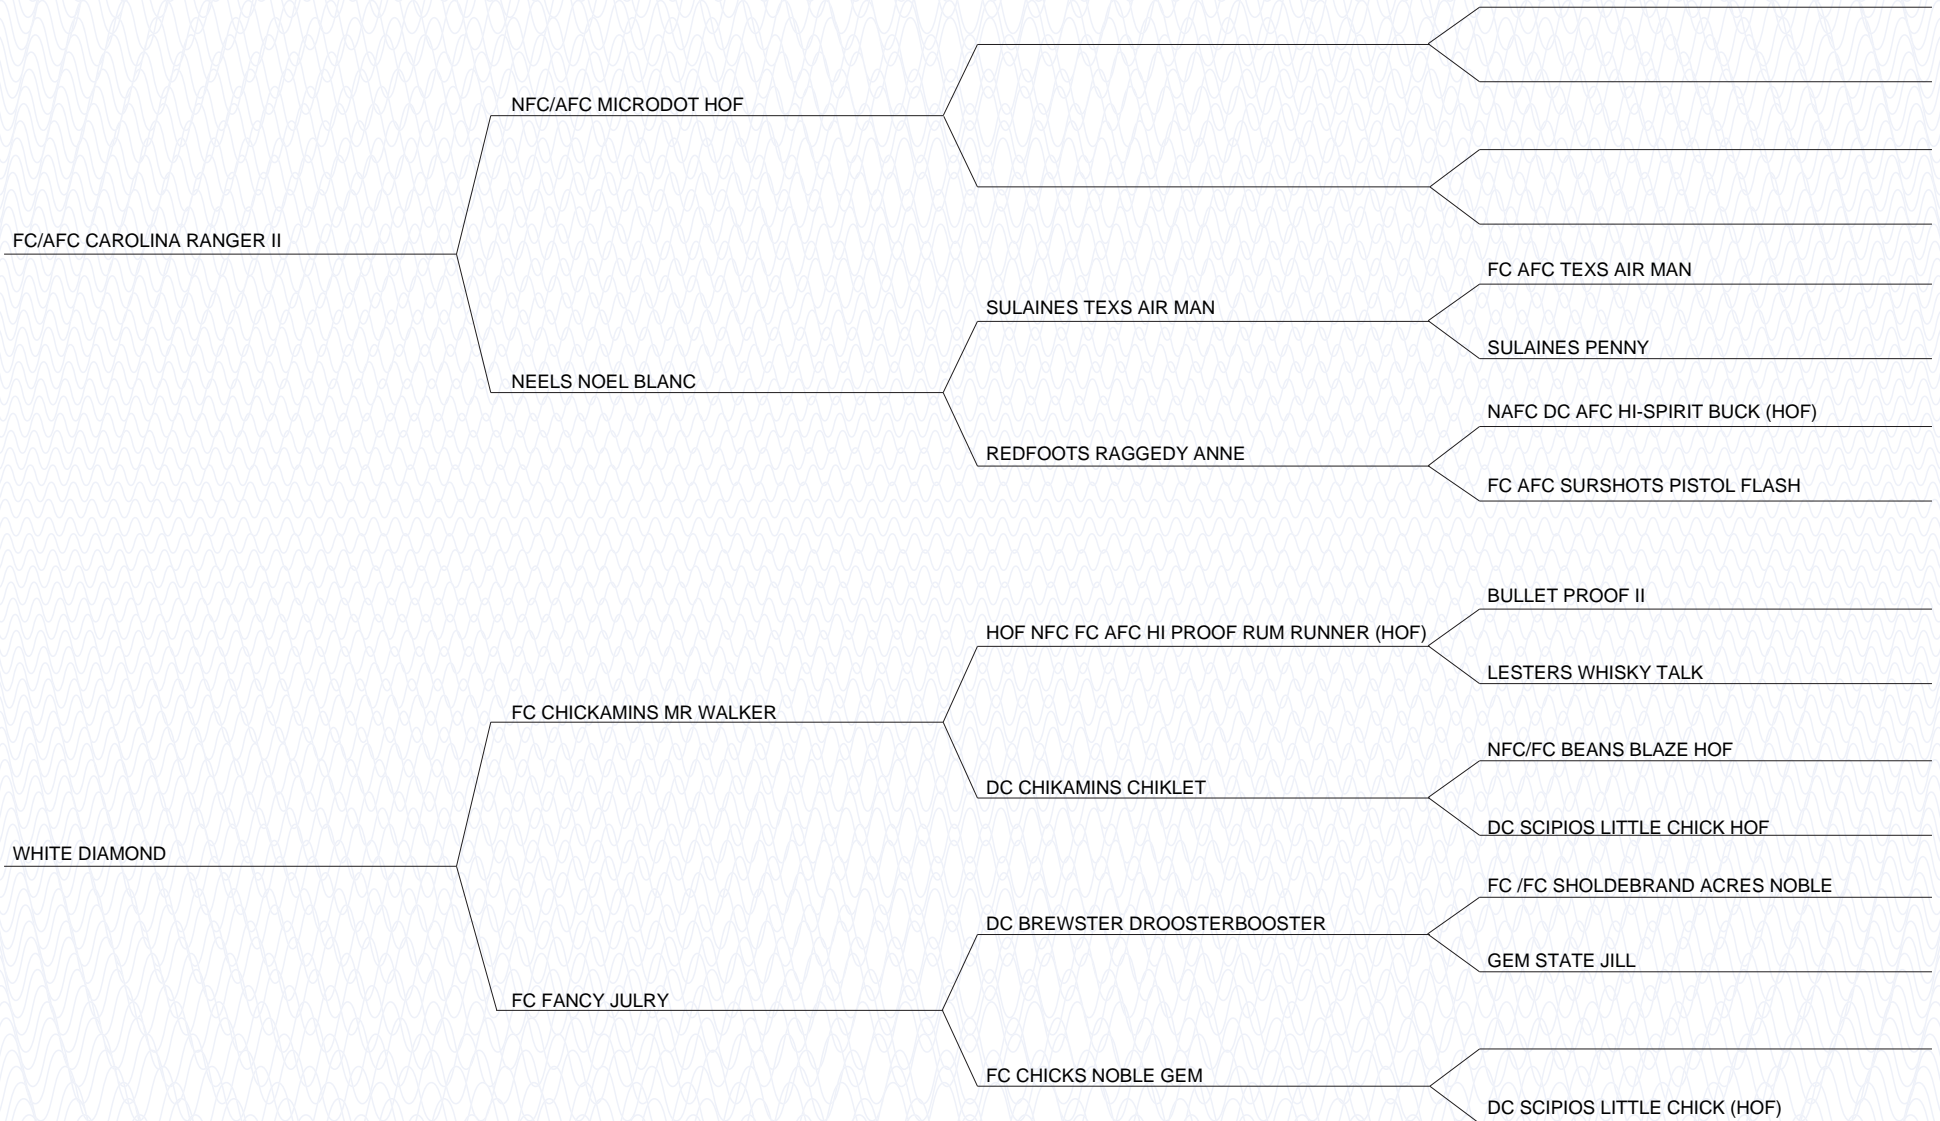 NFC/AFC MICRODOT HOF
FC/AFC CAROLINA RANGER II
FC AFC TEXS AIR MAN
SULAINES TEXS AIR MAN
SULAINES PENNY
NEELS NOEL BLANC
NAFC DC AFC HI-SPIRIT BUCK (HOF)
REDFOOTS RAGGEDY ANNE
FC AFC SURSHOTS PISTOL FLASH
BULLET PROOF II
HOF NFC FC AFC HI PROOF RUM RUNNER (HOF)
LESTERS WHISKY TALK
FC CHICKAMINS MR WALKER
NFC/FC BEANS BLAZE HOF
DC CHIKAMINS CHIKLET
DC SCIPIOS LITTLE CHICK HOF
WHITE DIAMOND
FC /FC SHOLDEBRAND ACRES NOBLE
DC BREWSTER DROOSTERBOOSTER
GEM STATE JILL
FC FANCY JULRY
FC CHICKS NOBLE GEM
DC SCIPIOS LITTLE CHICK (HOF)